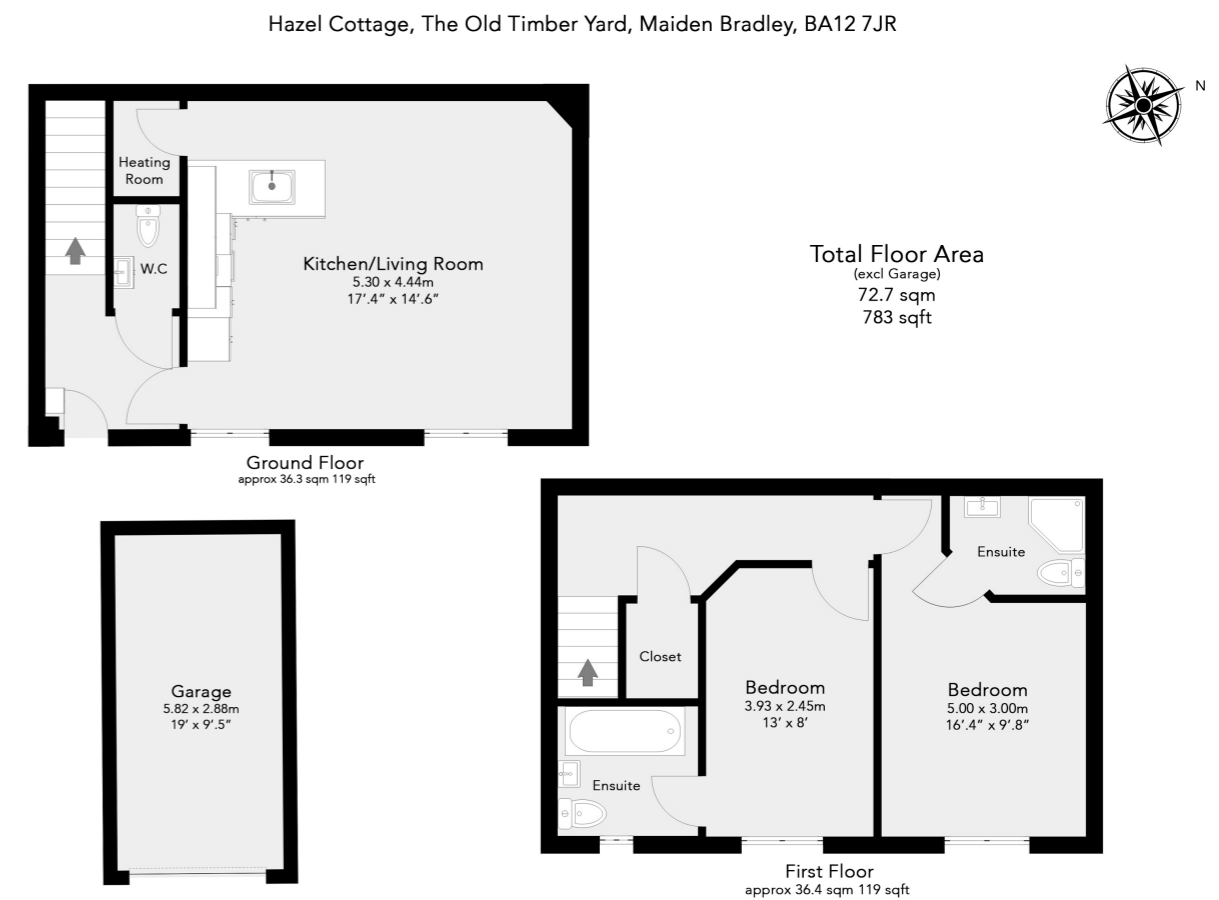 Hazel Cottage, The Old Timber Yard, Maiden Bradley, BA12 7JR
N
Heating
Room
W.C
Kitchen/Living Room
5.30 x 4.44m
17'.4" x 14'.6"
Total Floor Area
(excl Garage)
72.7 sqm
783 sqft
Ground Floor
approx 36.3 sqm 119 sqft
Ensuite
Closet
Bedroom
3.93 x 2.45m
13' x 8'
Bedroom
5.00 x 3.00m
16'.4" x 9'.8"
Garage
5.82 x 2.88m
19' x 9'.5"
Ensuite
First Floor
approx 36.4 sqm 119 sqft